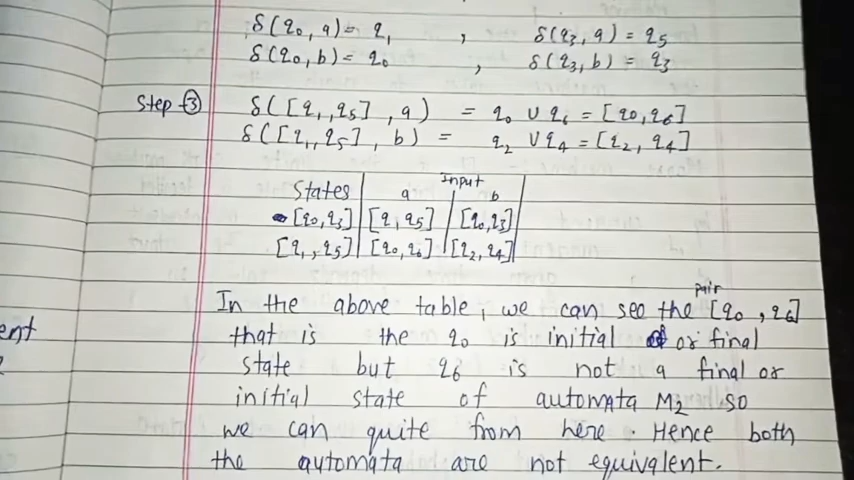 δ(q0, a) = q1 , δ(q3, a) = q5
δ(q0, b) = q0 , δ(q3, b) = q3
Step-③ δ([q1, q5], a) = q0 ∪ q6 = [q0, q6]
δ([q1, q5], b) = q2 ∪ q4 = [q2, q4]
Input
States a b
[q0, q3] [q1, q5] [q0, q3]
[q1, q5] [q0, q6] [q2, q4]
pair
In the above table, we can see the [q0, q6]
that is the q0 is initial or final
state but q6 is not a final or
initial state of automata M2 so
we can quite from here. Hence both
the automata are not equivalent.